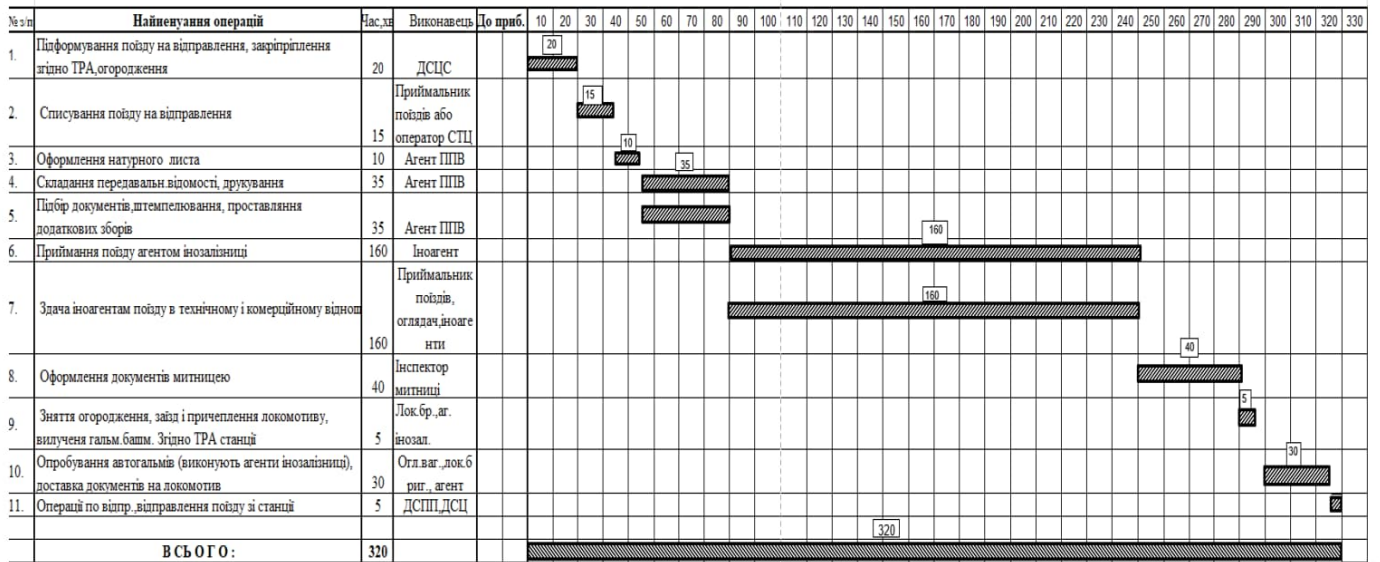 № з/п Найненування операцій Час,хв Виконавець До приб. 10 20 30 40 50 60 70 80 90 100 110 120 130 140 150 160 170 180 190 200 210 220 230 240 250 260 270 280 290 300 310 320 330
20
Підформування поїзду на відправлення, закріпріплення
1.
згідно ТРА,огородження 20 ДСЦС
Приймальник
15
2. Списування поїзду на відправлення поїздів або
15 оператор СТЦ
10
3. Оформлення натурного листа 10 Агент ППВ
35
4. Складання передавальн.відомості, друкування 35 Агент ППВ
Підбір документів,штемпелювання, проставляння
5.
додаткових зборів 35 Агент ППВ
160
6. Приймання поїзду агентом інозалізниці 160 Іноагент
Приймальник
поїздів,
160
7. Здача іноагентам поїзду в технічному і комерційному віднош
оглядач,іноаге
160 нти
40
Інспектор
8. Оформлення документів митницею 40 митниці
5
Зняття огородження, заїзд і причеплення локомотиву, Лок.бр.,аг.
9.
вилученя гальм.башм. Згідно ТРА станції 5 інозал.
30
Опробування автогальмів (виконують агенти інозалізниці), Огл.ваг.,лок.б
10.
доставка документів на локомотив 30 риг., агент
11. Операції по відпр.,відправлення поїзду зі станції 5 ДСПП,ДСЦ
320
ВСЬОГО: 320